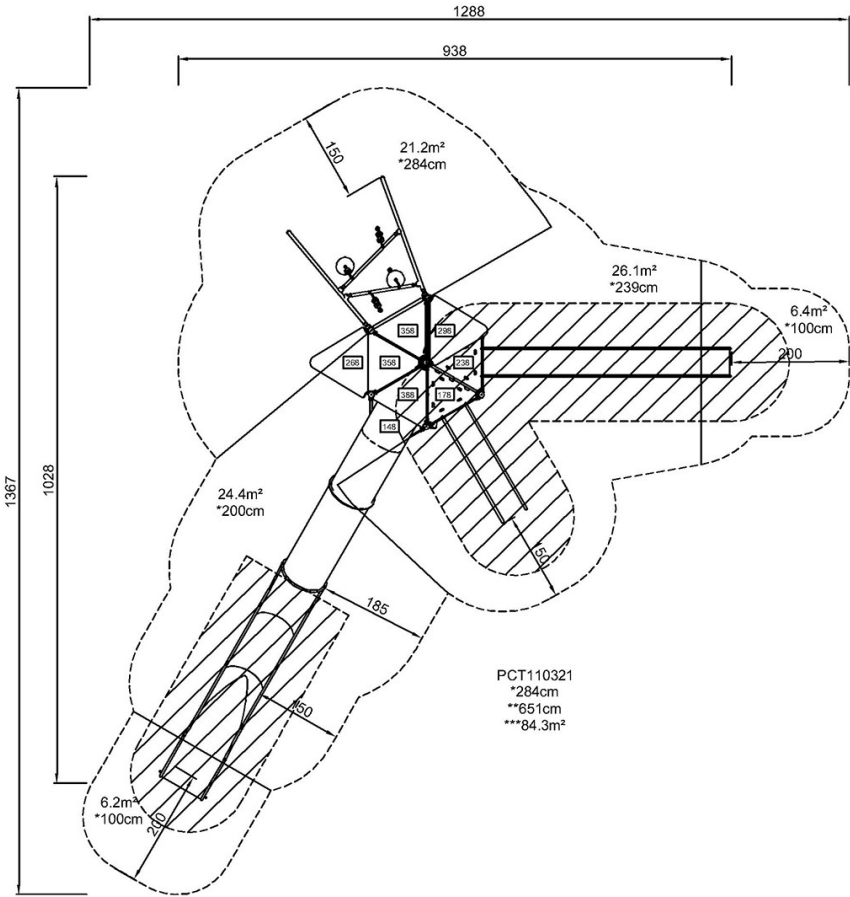 1288
938
150
21.2m²
*284cm
26.1m²
*239cm
6.4m²
*100cm
200
358
298
268
358
238
388
178
148
1367
1028
24.4m²
*200cm
150
185
PCT110321
*284cm
**651cm
***84.3m²
150
6.2m²
*100cm
200